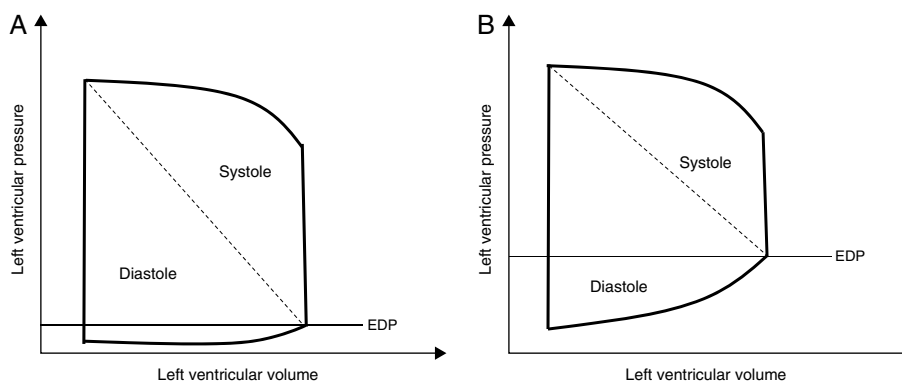 A
Left ventricular pressure
Systole
Diastole
EDP
Left ventricular volume
B
Left ventricular pressure
Systole
EDP
Diastole
Left ventricular volume